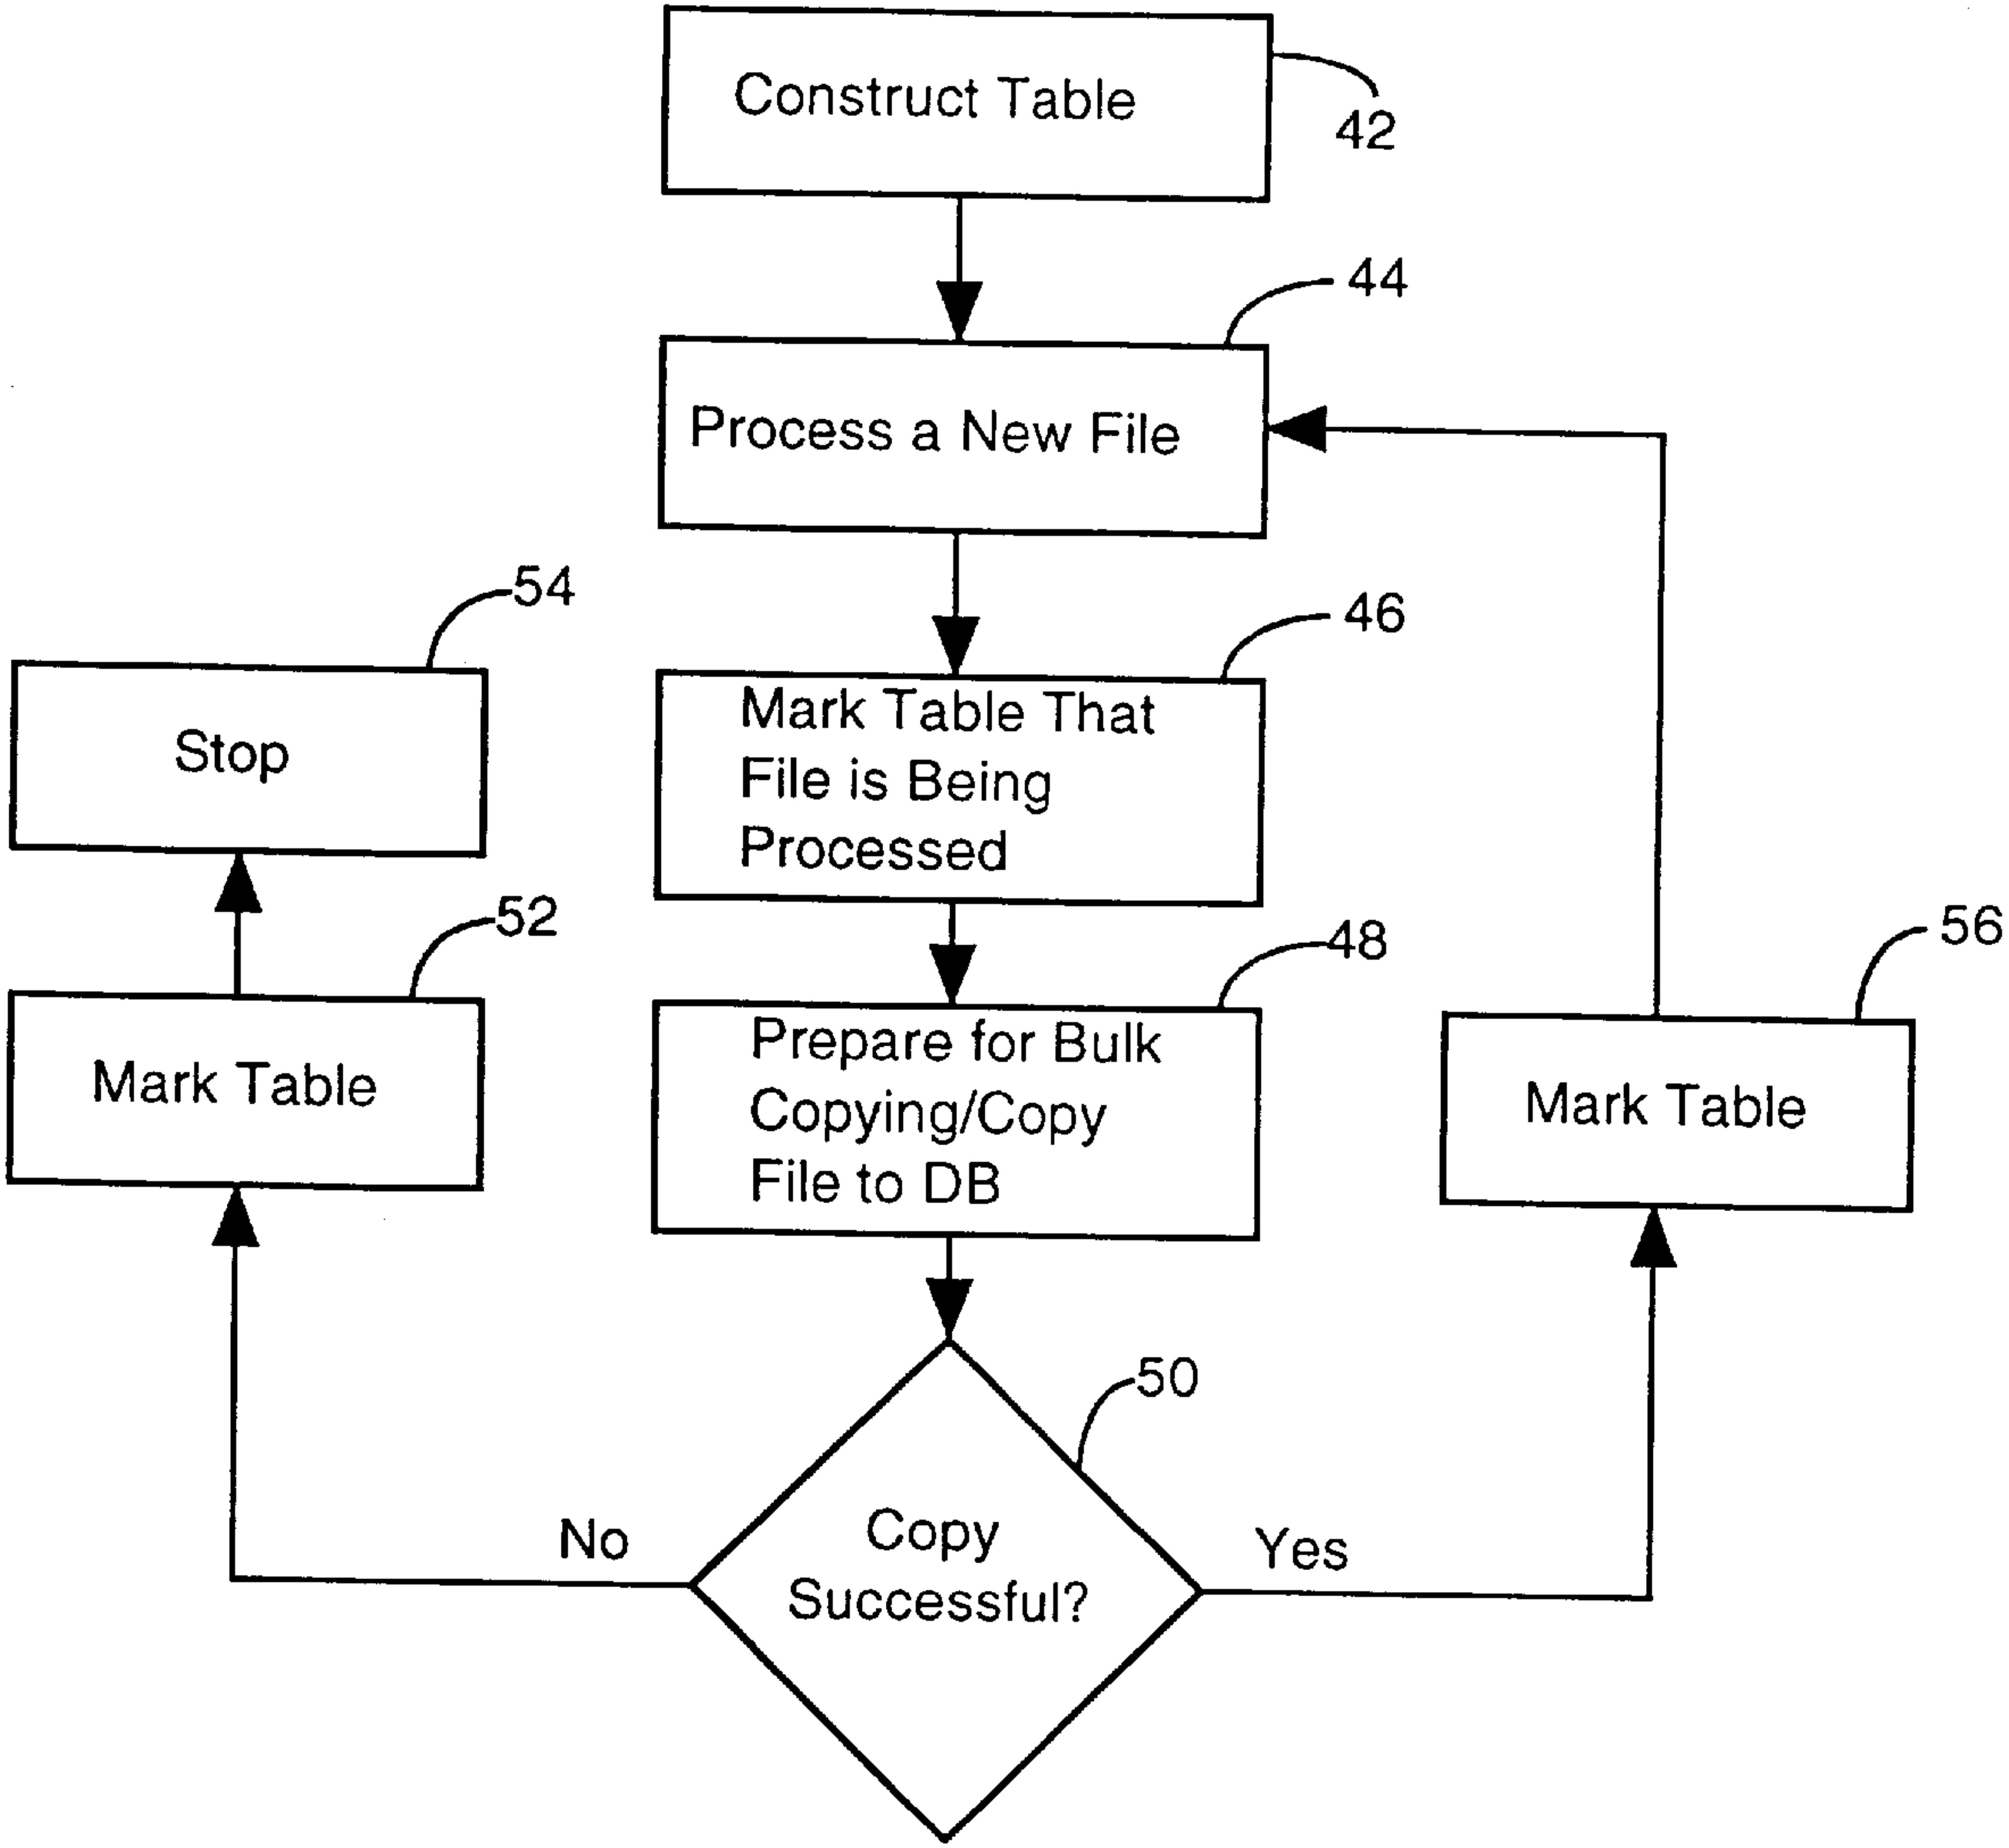 Construct Table
42
44
Process a New File
54
46
Stop
Mark Table That
File is Being
Processed
52
48
56
Mark Table
Prepare for Bulk
Copying/Copy
File to DB
Mark Table
50
No
Copy
Successful?
Yes